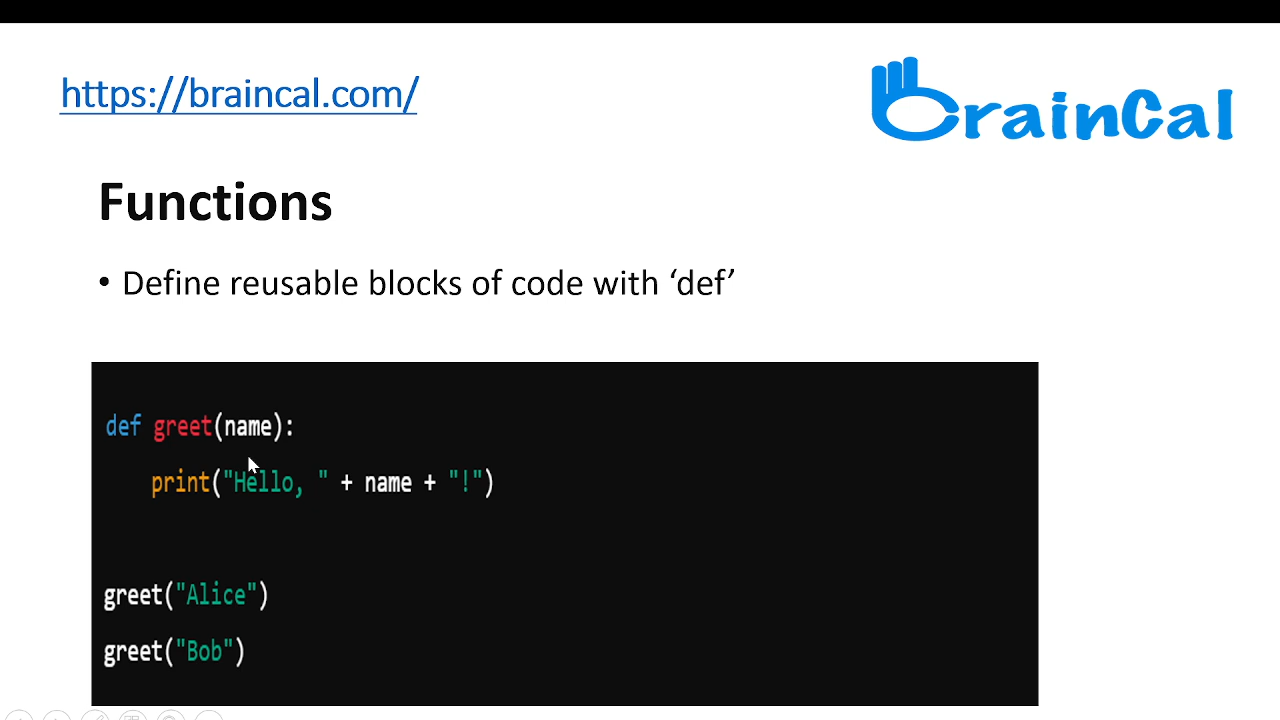 https://braincal.com/
BrainCal
Functions
• Define reusable blocks of code with ‘def’
def greet(name):
    print("Hello, " + name + "!")
greet("Alice")
greet("Bob")